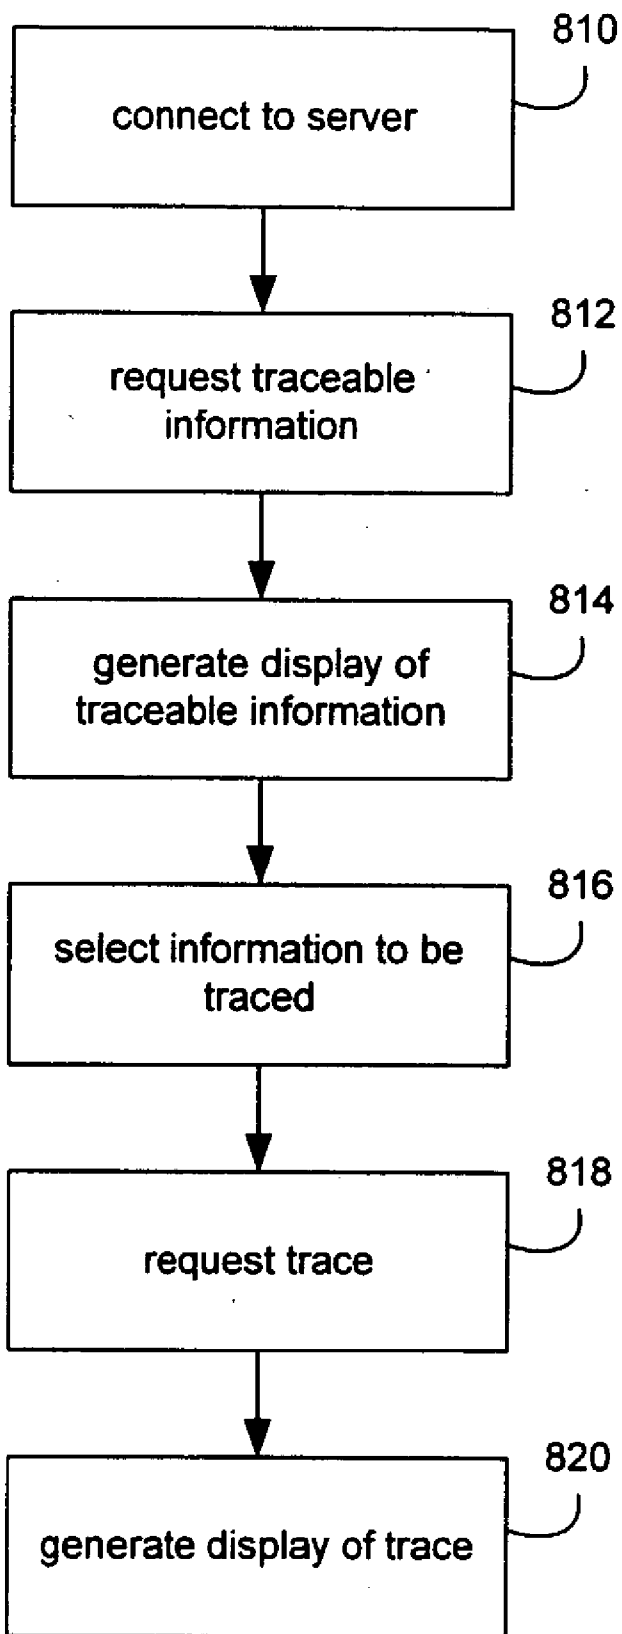 810
connect to server
812
request traceable
information
814
generate display of
traceable information
816
select information to be
traced
818
request trace
820
generate display of trace